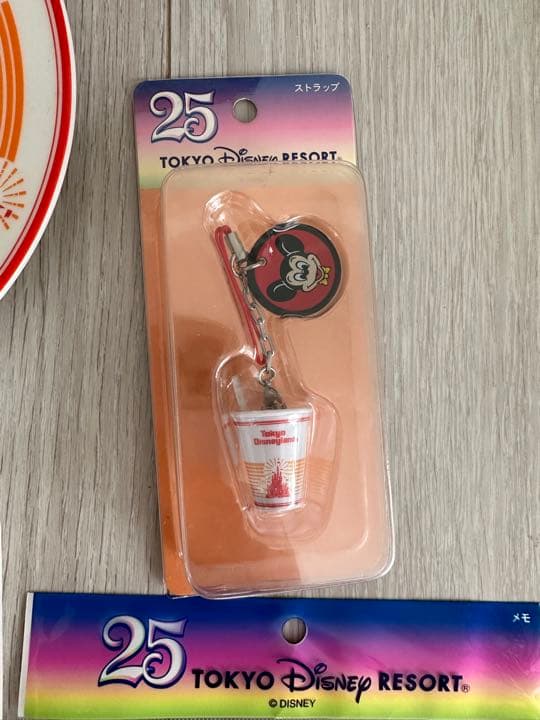 ストラップ
25
TOKYO Disney RESORT®
Tokyo
Disneyland
メモ
25
TOKYO Disney RESORT®
© DISNEY